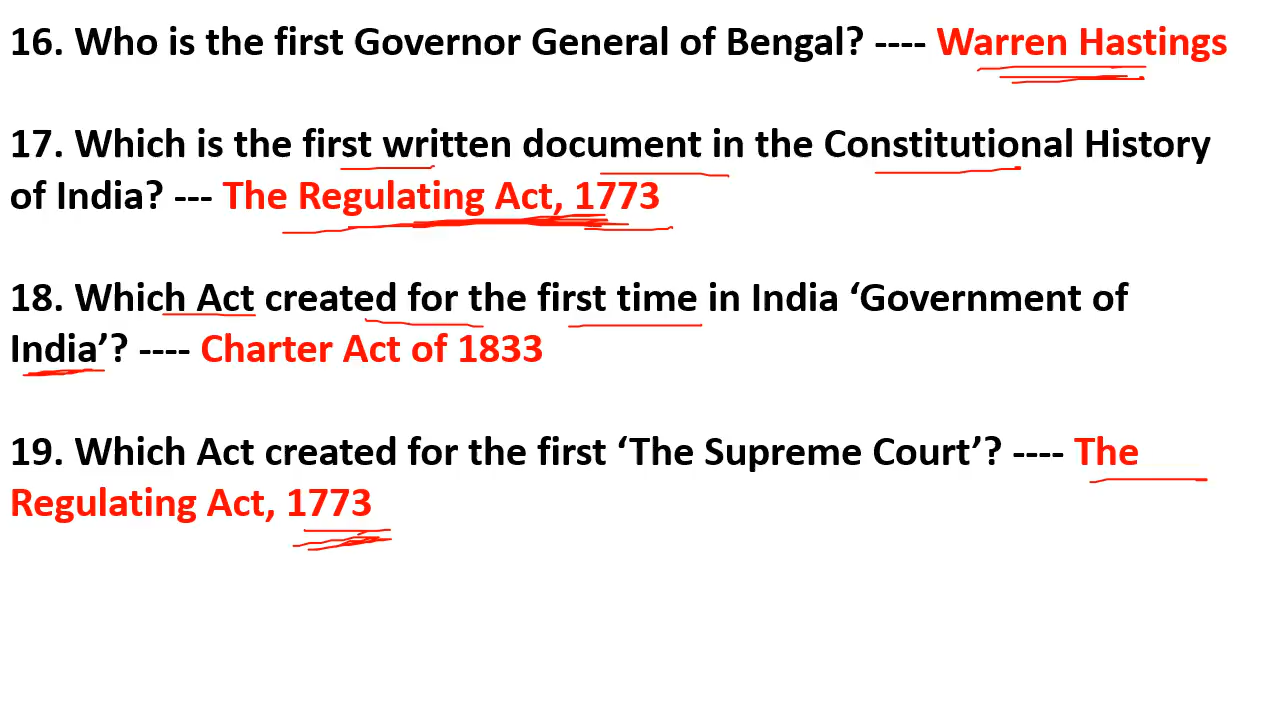 16. Who is the first Governor General of Bengal? ---- Warren Hastings
17. Which is the first written document in the Constitutional History
of India? --- The Regulating Act, 1773
18. Which Act created for the first time in India ‘Government of
India’? ---- Charter Act of 1833
19. Which Act created for the first ‘The Supreme Court’? ---- The
Regulating Act, 1773